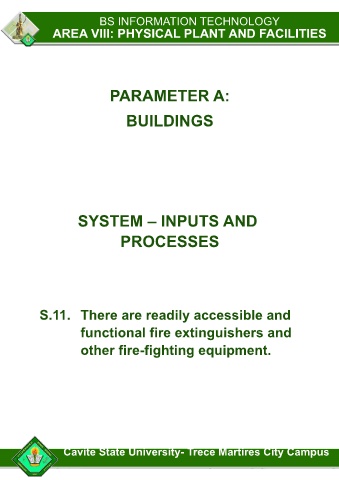 BS INFORMATION TECHNOLOGY
AREA VIII: PHYSICAL PLANT AND FACILITIES
PARAMETER A:
BUILDINGS
SYSTEM – INPUTS AND
PROCESSES
S.11. There are readily accessible and
functional fire extinguishers and
other fire-fighting equipment.
Cavite State University- Trece Martires City Campus